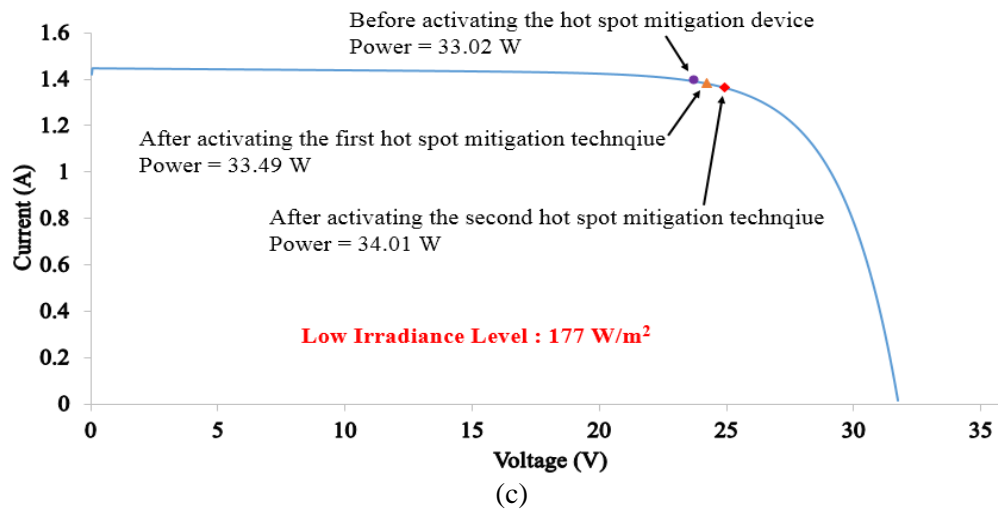 Before activating the hot spot mitigation device
Power = 33.02 W
After activating the first hot spot mitigation technqiue
Power = 33.49 W
After activating the second hot spot mitigation technqiue
Power = 34.01 W
Low Irradiance Level : 177 W/m²
Current (A)
1.6
1.4
1.2
1
0.8
0.6
0.4
0.2
0
0 5 10 15 20 25 30 35
Voltage (V)
(c)